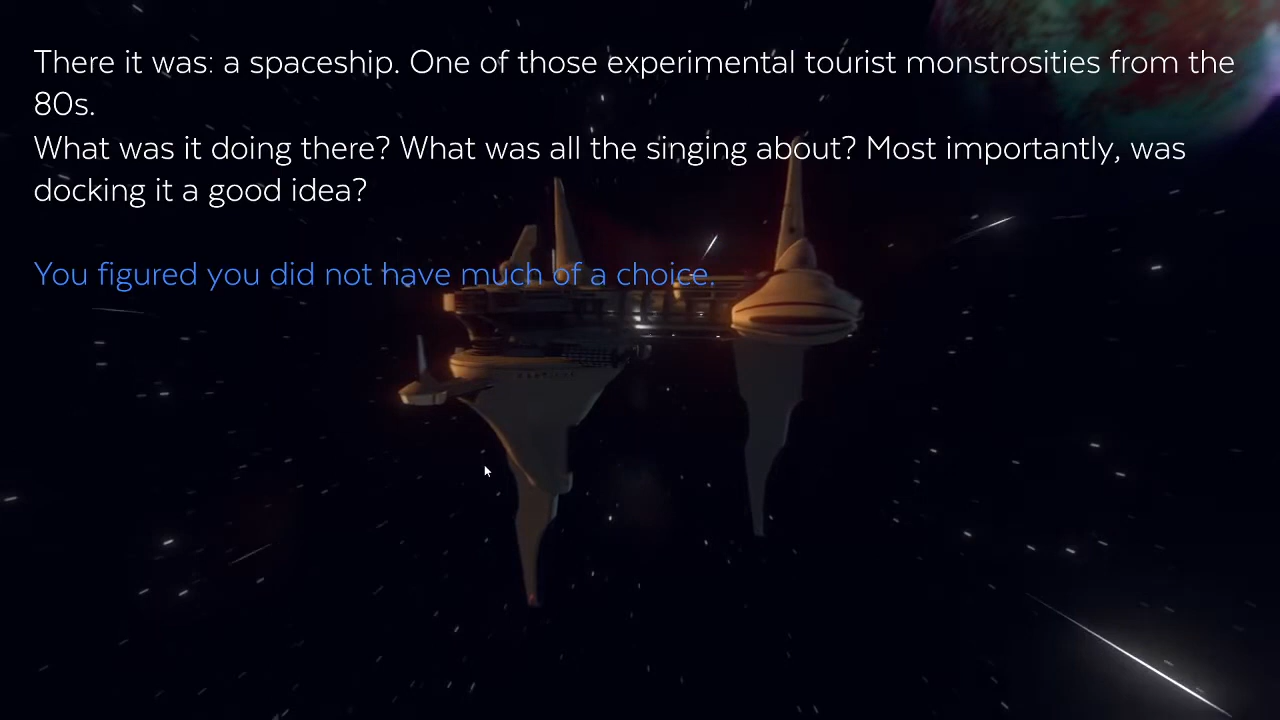 There it was: a spaceship. One of those experimental tourist monstrosities from the
80s.
What was it doing there? What was all the singing about? Most importantly, was
docking it a good idea?
You figured you did not have much of a choice.